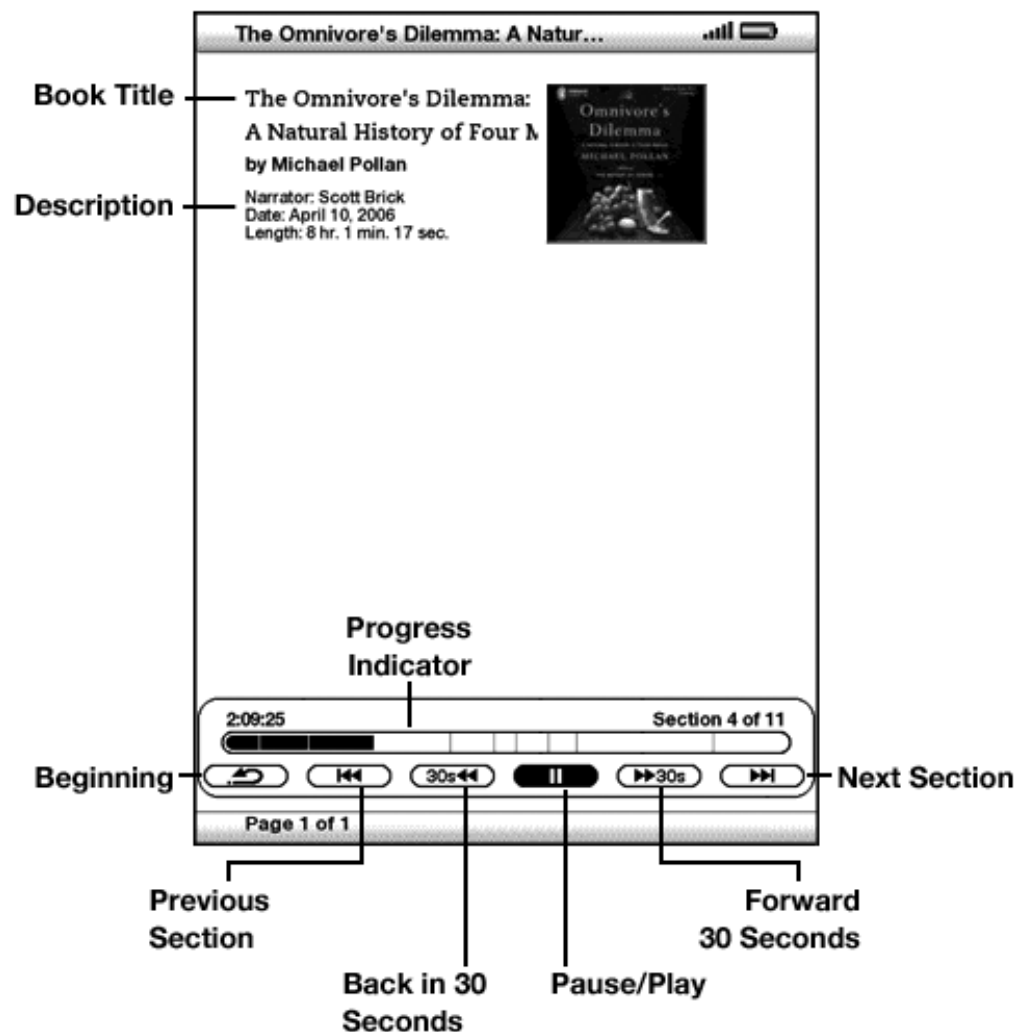 The Omnivore's Dilemma: A Natur...
Book Title
The Omnivore's Dilemma:
A Natural History of Four M
by Michael Pollan
Description
Narrator: Scott Brick
Date: April 10, 2006
Length: 8 hr. 1 min. 17 sec.
Omnivore's
Dilemma
MICHAEL POLLAN
Progress
Indicator
2:09:25
Section 4 of 11
Beginning
30s
30s
Next Section
Page 1 of 1
Previous
Section
Forward
30 Seconds
Back in 30
Seconds
Pause/Play